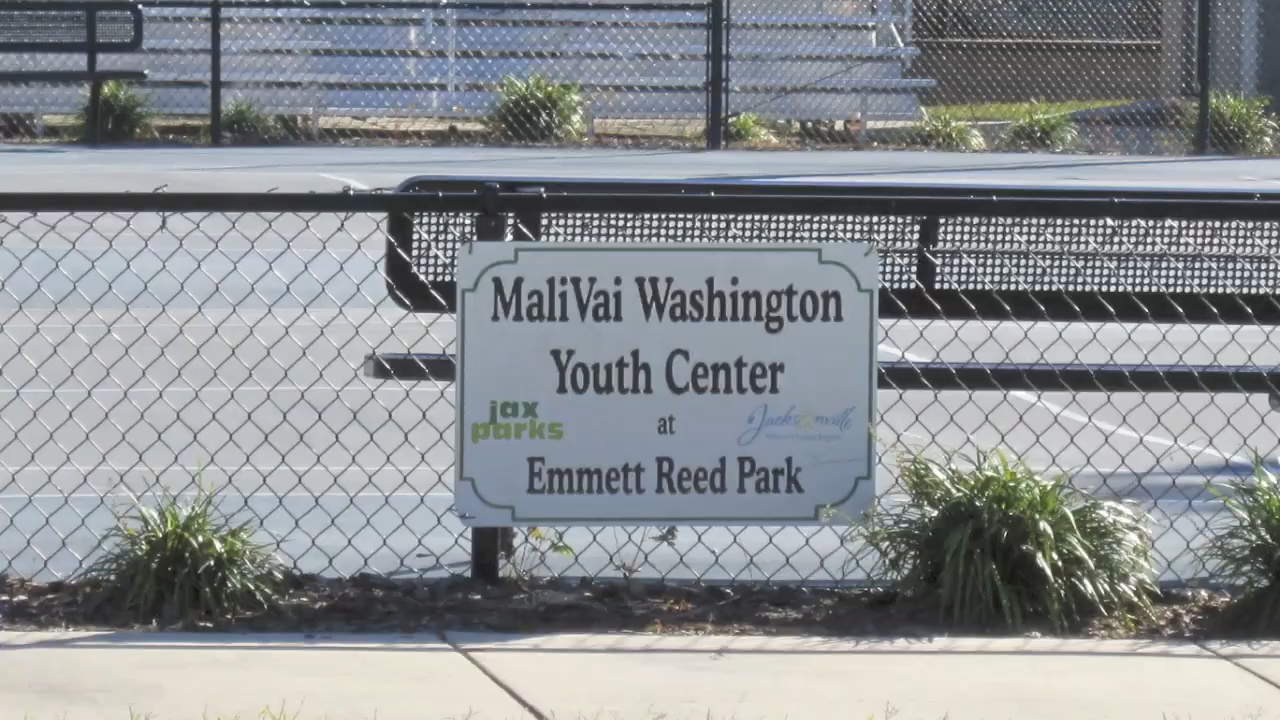 MaliVai Washington
Youth Center
jax
parks
at
Jacksonville
Emmett Reed Park